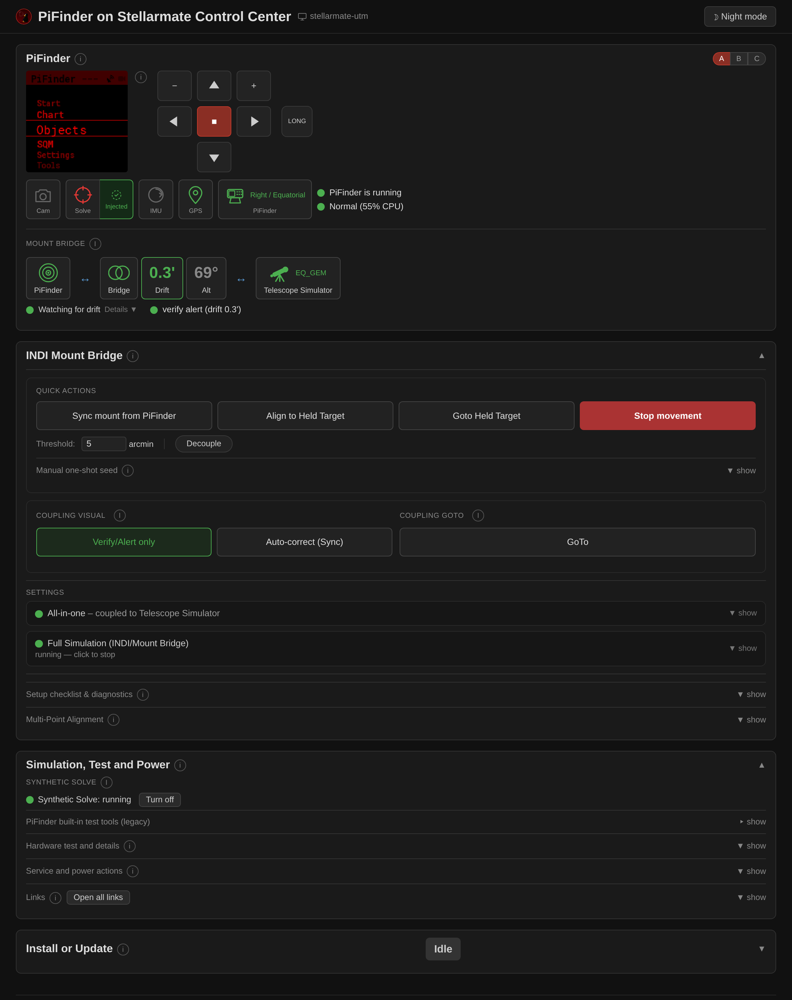 PiFinder on Stellarmate Control Center stellarmate-utm Night mode
PiFinder i A B C
PiFinder ---
Start
Chart
Objects
SQM
Settings
Tools
i
− +
LONG
Cam Solve Injected IMU GPS Right / Equatorial PiFinder
PiFinder is running
Normal (55% CPU)
MOUNT BRIDGE I
PiFinder ↔ Bridge 0.3' Drift 69° Alt ↔ EQ_GEM Telescope Simulator
Watching for drift Details ▼ verify alert (drift 0.3')
INDI Mount Bridge i ▲
QUICK ACTIONS
Sync mount from PiFinder Align to Held Target Goto Held Target Stop movement
Threshold: 5 arcmin Decouple
Manual one-shot seed i ▼ show
COUPLING VISUAL I COUPLING GOTO I
Verify/Alert only Auto-correct (Sync) GoTo
SETTINGS
All-in-one – coupled to Telescope Simulator ▼ show
Full Simulation (INDI/Mount Bridge)
running — click to stop ▼ show
Setup checklist & diagnostics i ▼ show
Multi-Point Alignment i ▼ show
Simulation, Test and Power i ▲
SYNTHETIC SOLVE I
Synthetic Solve: running Turn off
PiFinder built-in test tools (legacy) ▸ show
Hardware test and details i ▼ show
Service and power actions i ▼ show
Links i Open all links ▼ show
Install or Update i Idle ▼